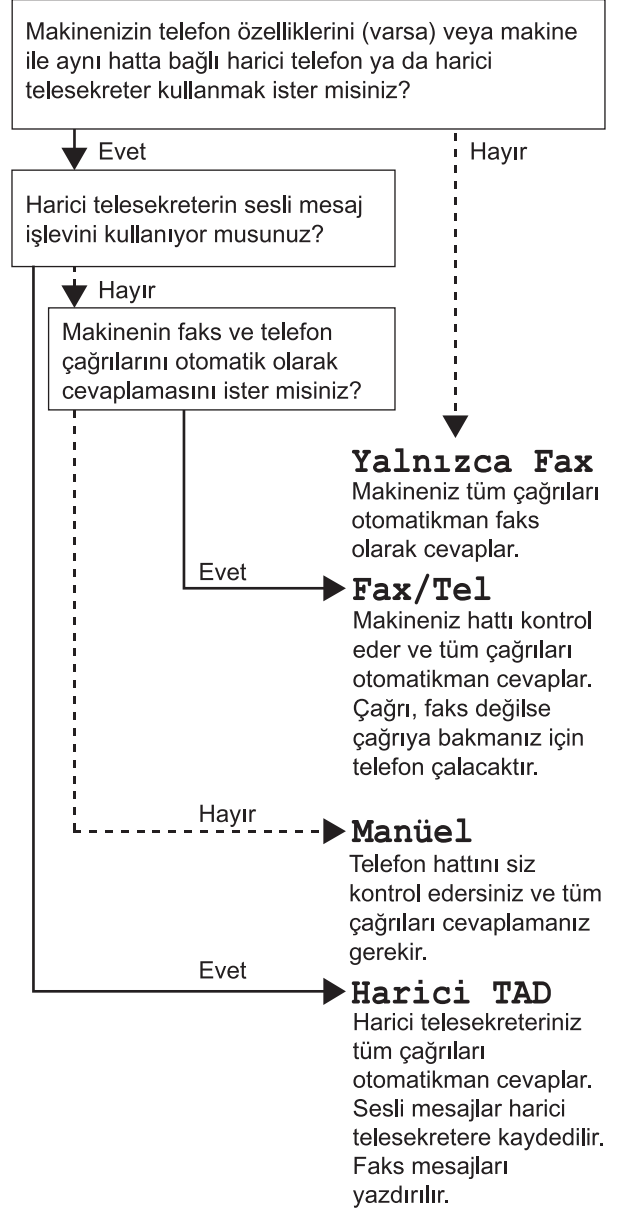 Makinenizin telefon özelliklerini (varsa) veya makine
ile aynı hatta bağlı harici telefon ya da harici
telesekreter kullanmak ister misiniz?
Evet
Hayır
Harici telesekreterin sesli mesaj
işlevini kullanıyor musunuz?
Hayır
Makinenin faks ve telefon
çağrılarını otomatik olarak
cevaplamasını ister misiniz?
Yalnızca Fax
Makineniz tüm çağrıları
otomatikman faks
olarak cevaplar.
Evet
Fax/Tel
Makineniz hattı kontrol
eder ve tüm çağrıları
otomatikman cevaplar.
Çağrı, faks değilse
çağrıya bakmanız için
telefon çalacaktır.
Hayır
Manüel
Telefon hattını siz
kontrol edersiniz ve tüm
çağrıları cevaplamanız
gerekir.
Evet
Harici TAD
Harici telesekreteriniz
tüm çağrıları
otomatikman cevaplar.
Sesli mesajlar harici
telesekretere kaydedilir.
Faks mesajları
yazdırılır.